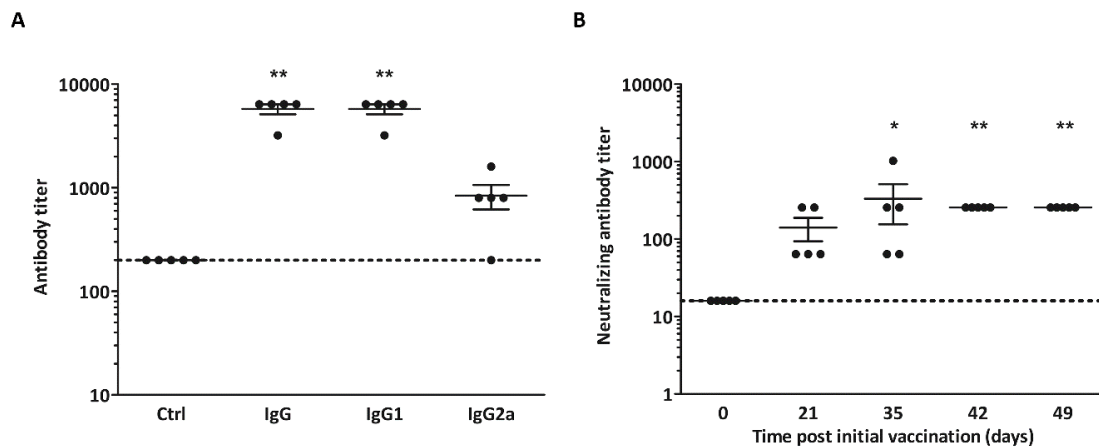 A
B
Antibody titer
10000
1000
100
10
** **
Ctrl IgG IgG1 IgG2a
Neutralizing antibody titer
10000
1000
100
10
1
* ** **
0 21 35 42 49
Time post initial vaccination (days)